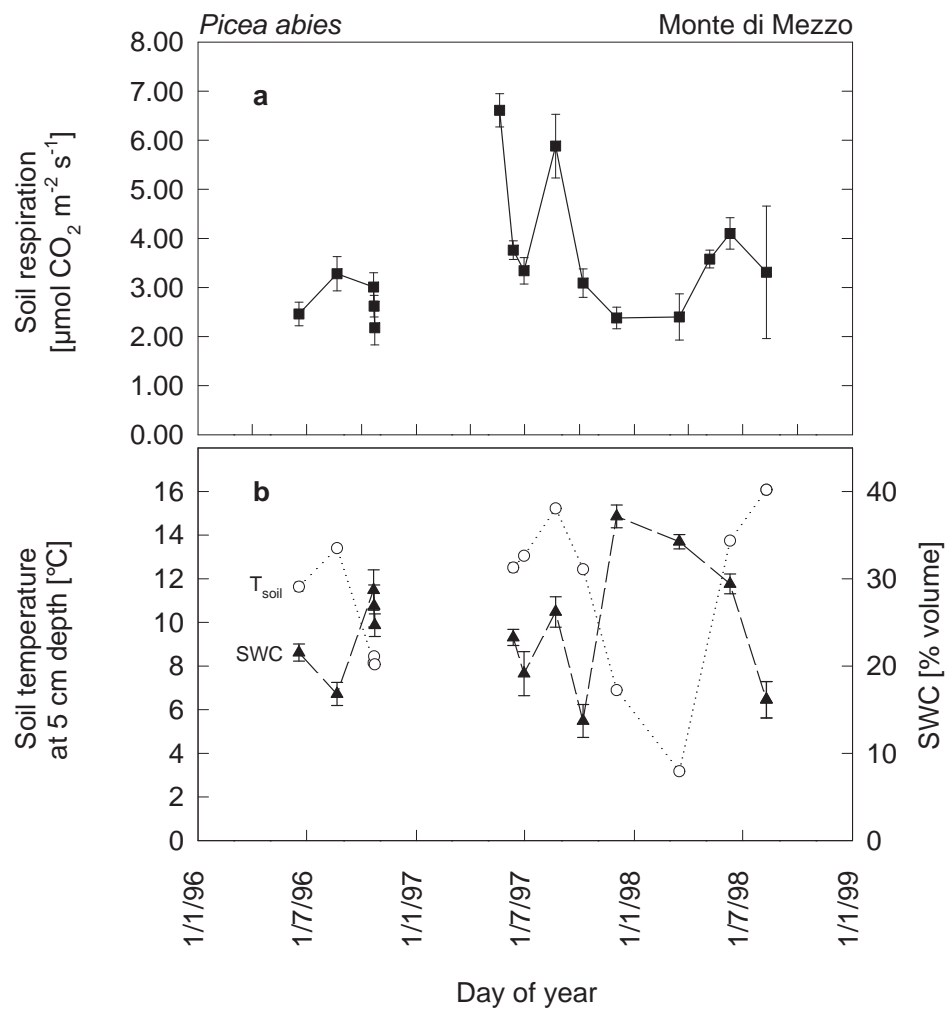 Picea abies
Monte di Mezzo
a
8.00
7.00
6.00
5.00
4.00
3.00
2.00
1.00
0.00
Soil respiration
[μmol CO2 m-2 s-1]
b
16
14
12
10
8
6
4
2
0
Soil temperature
at 5 cm depth [°C]
Tsoil
SWC
40
30
20
10
0
SWC [% volume]
1/1/96
1/7/96
1/1/97
1/7/97
1/1/98
1/7/98
1/1/99
Day of year